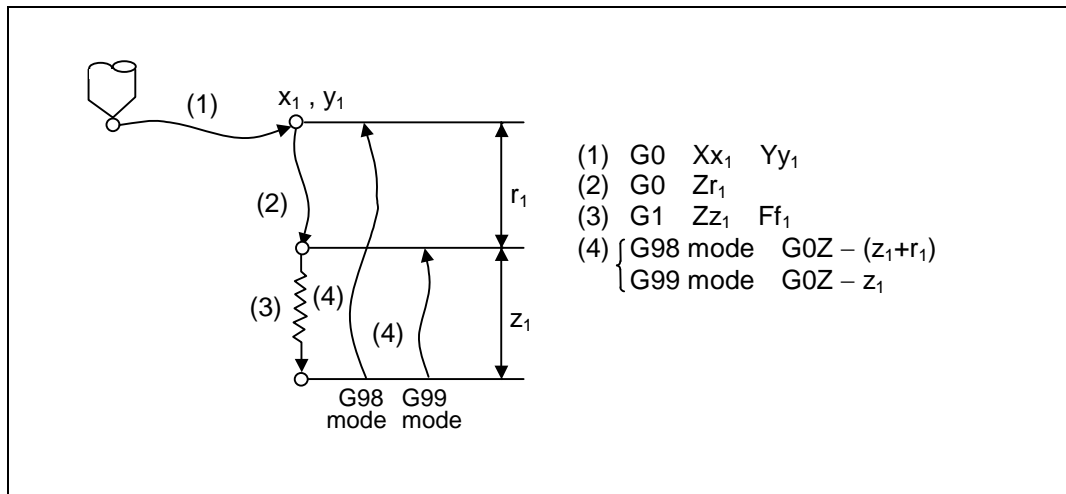 (1)
x₁ , y₁
(2)
r₁
(3)
(4)
(4)
z₁
G98
mode
G99
mode
(1) G0 Xx₁ Yy₁
(2) G0 Zr₁
(3) G1 Zz₁ Ff₁
(4) G98 mode G0Z – (z₁+r₁)
G99 mode G0Z – z₁